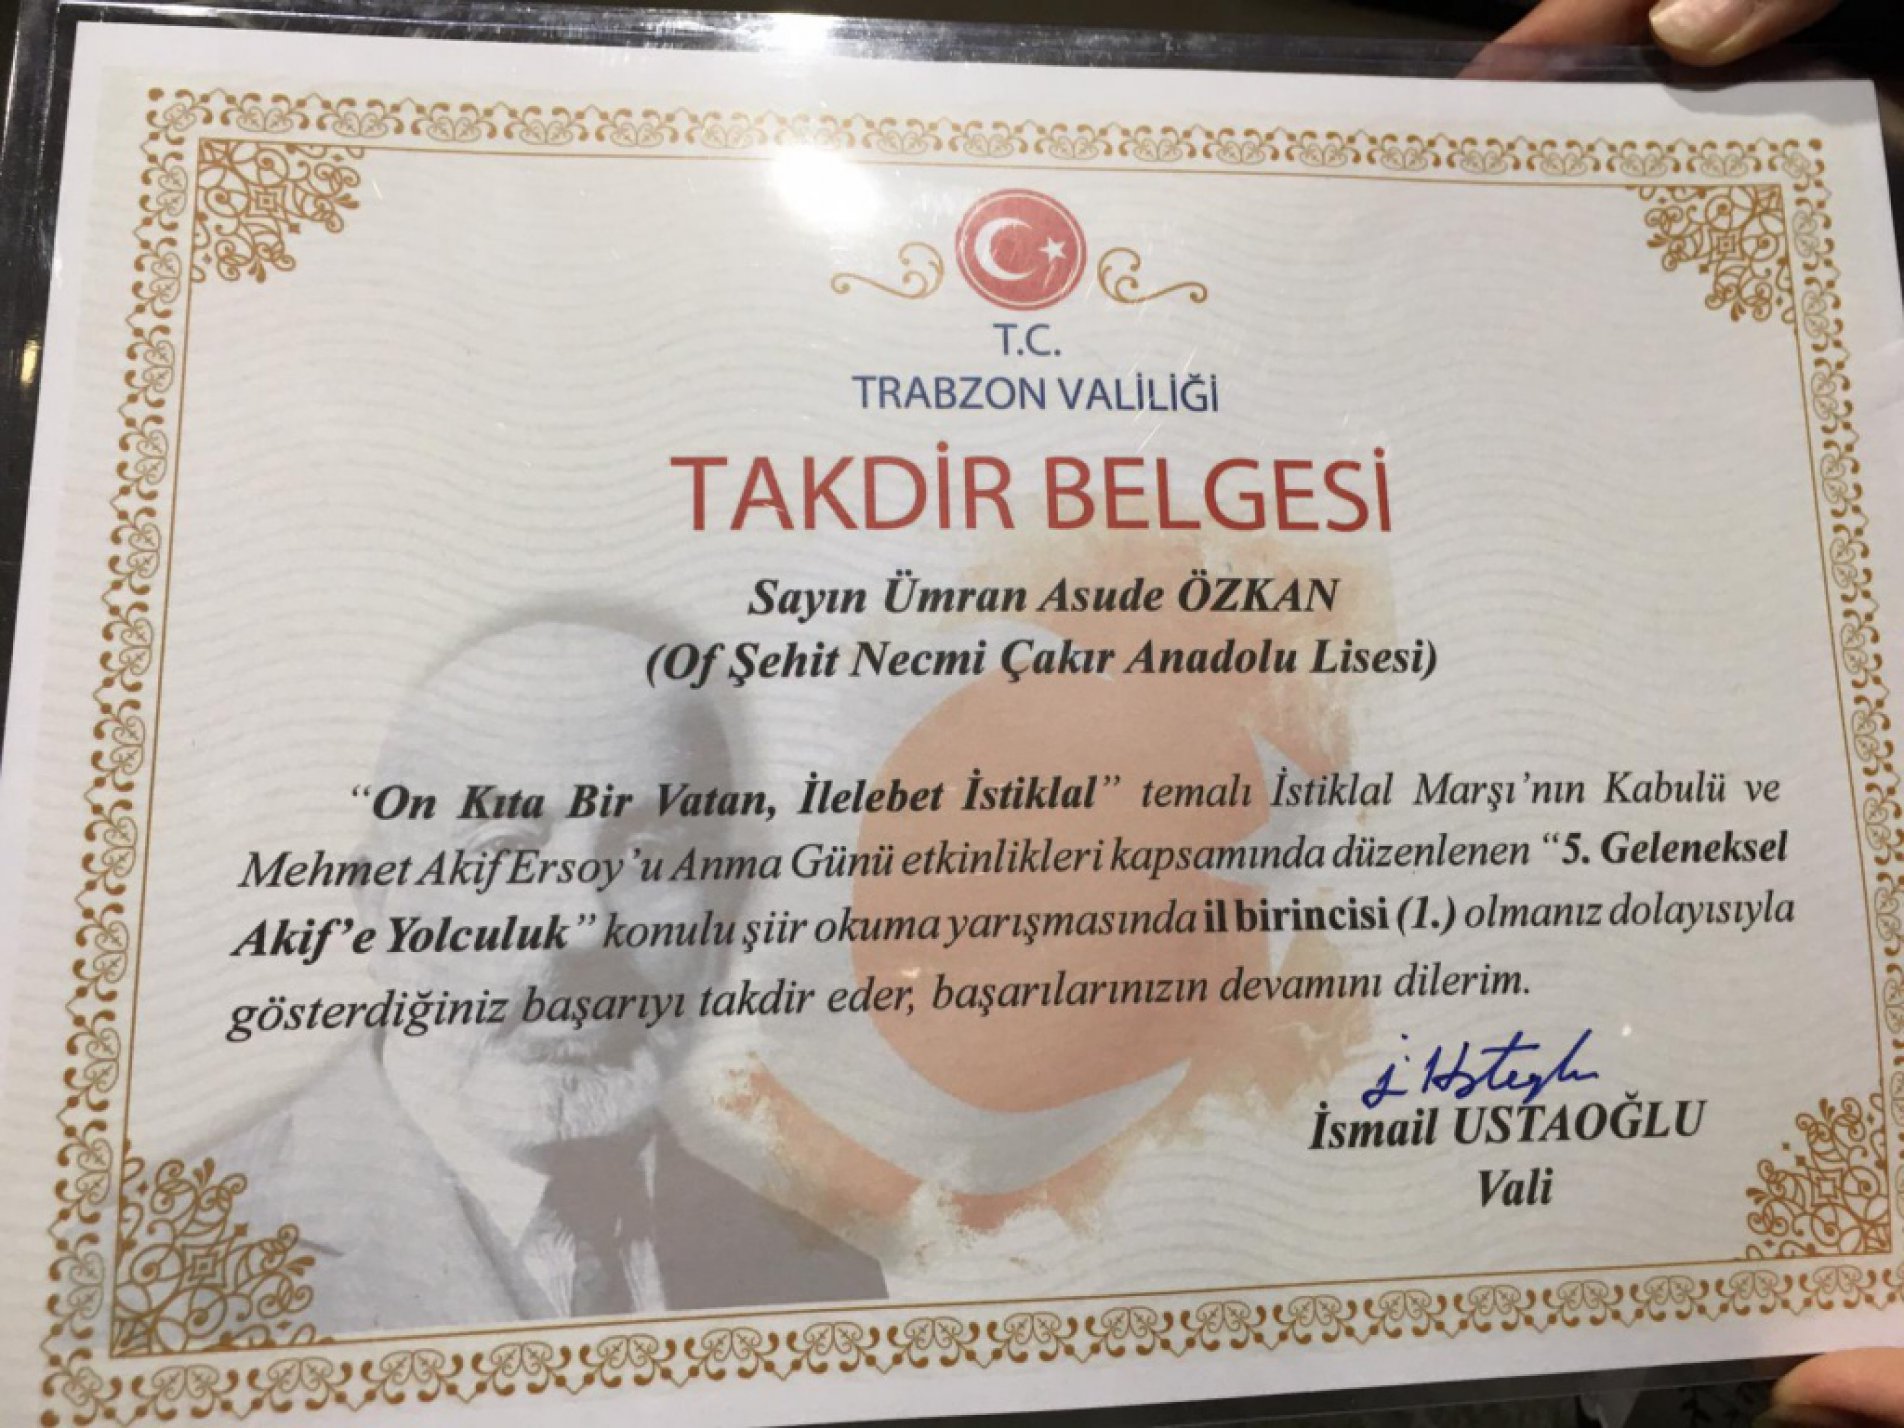 T.C.
TRABZON VALİLİĞİ
TAKDİR BELGESİ
Sayın Ümran Asude ÖZKAN
(Of Şehit Necmi Çakır Anadolu Lisesi)
“On Kıta Bir Vatan, İlelebet İstiklal” temalı İstiklal Marşı’nın Kabulü ve
Mehmet Akif Ersoy’u Anma Günü etkinlikleri kapsamında düzenlenen “5. Geleneksel
Akif’e Yolculuk” konulu şiir okuma yarışmasında il birincisi (1.) olmanız dolayısıyla
gösterdiğiniz başarıyı takdir eder, başarılarınızın devamını dilerim.
İsmail USTAOĞLU
Vali